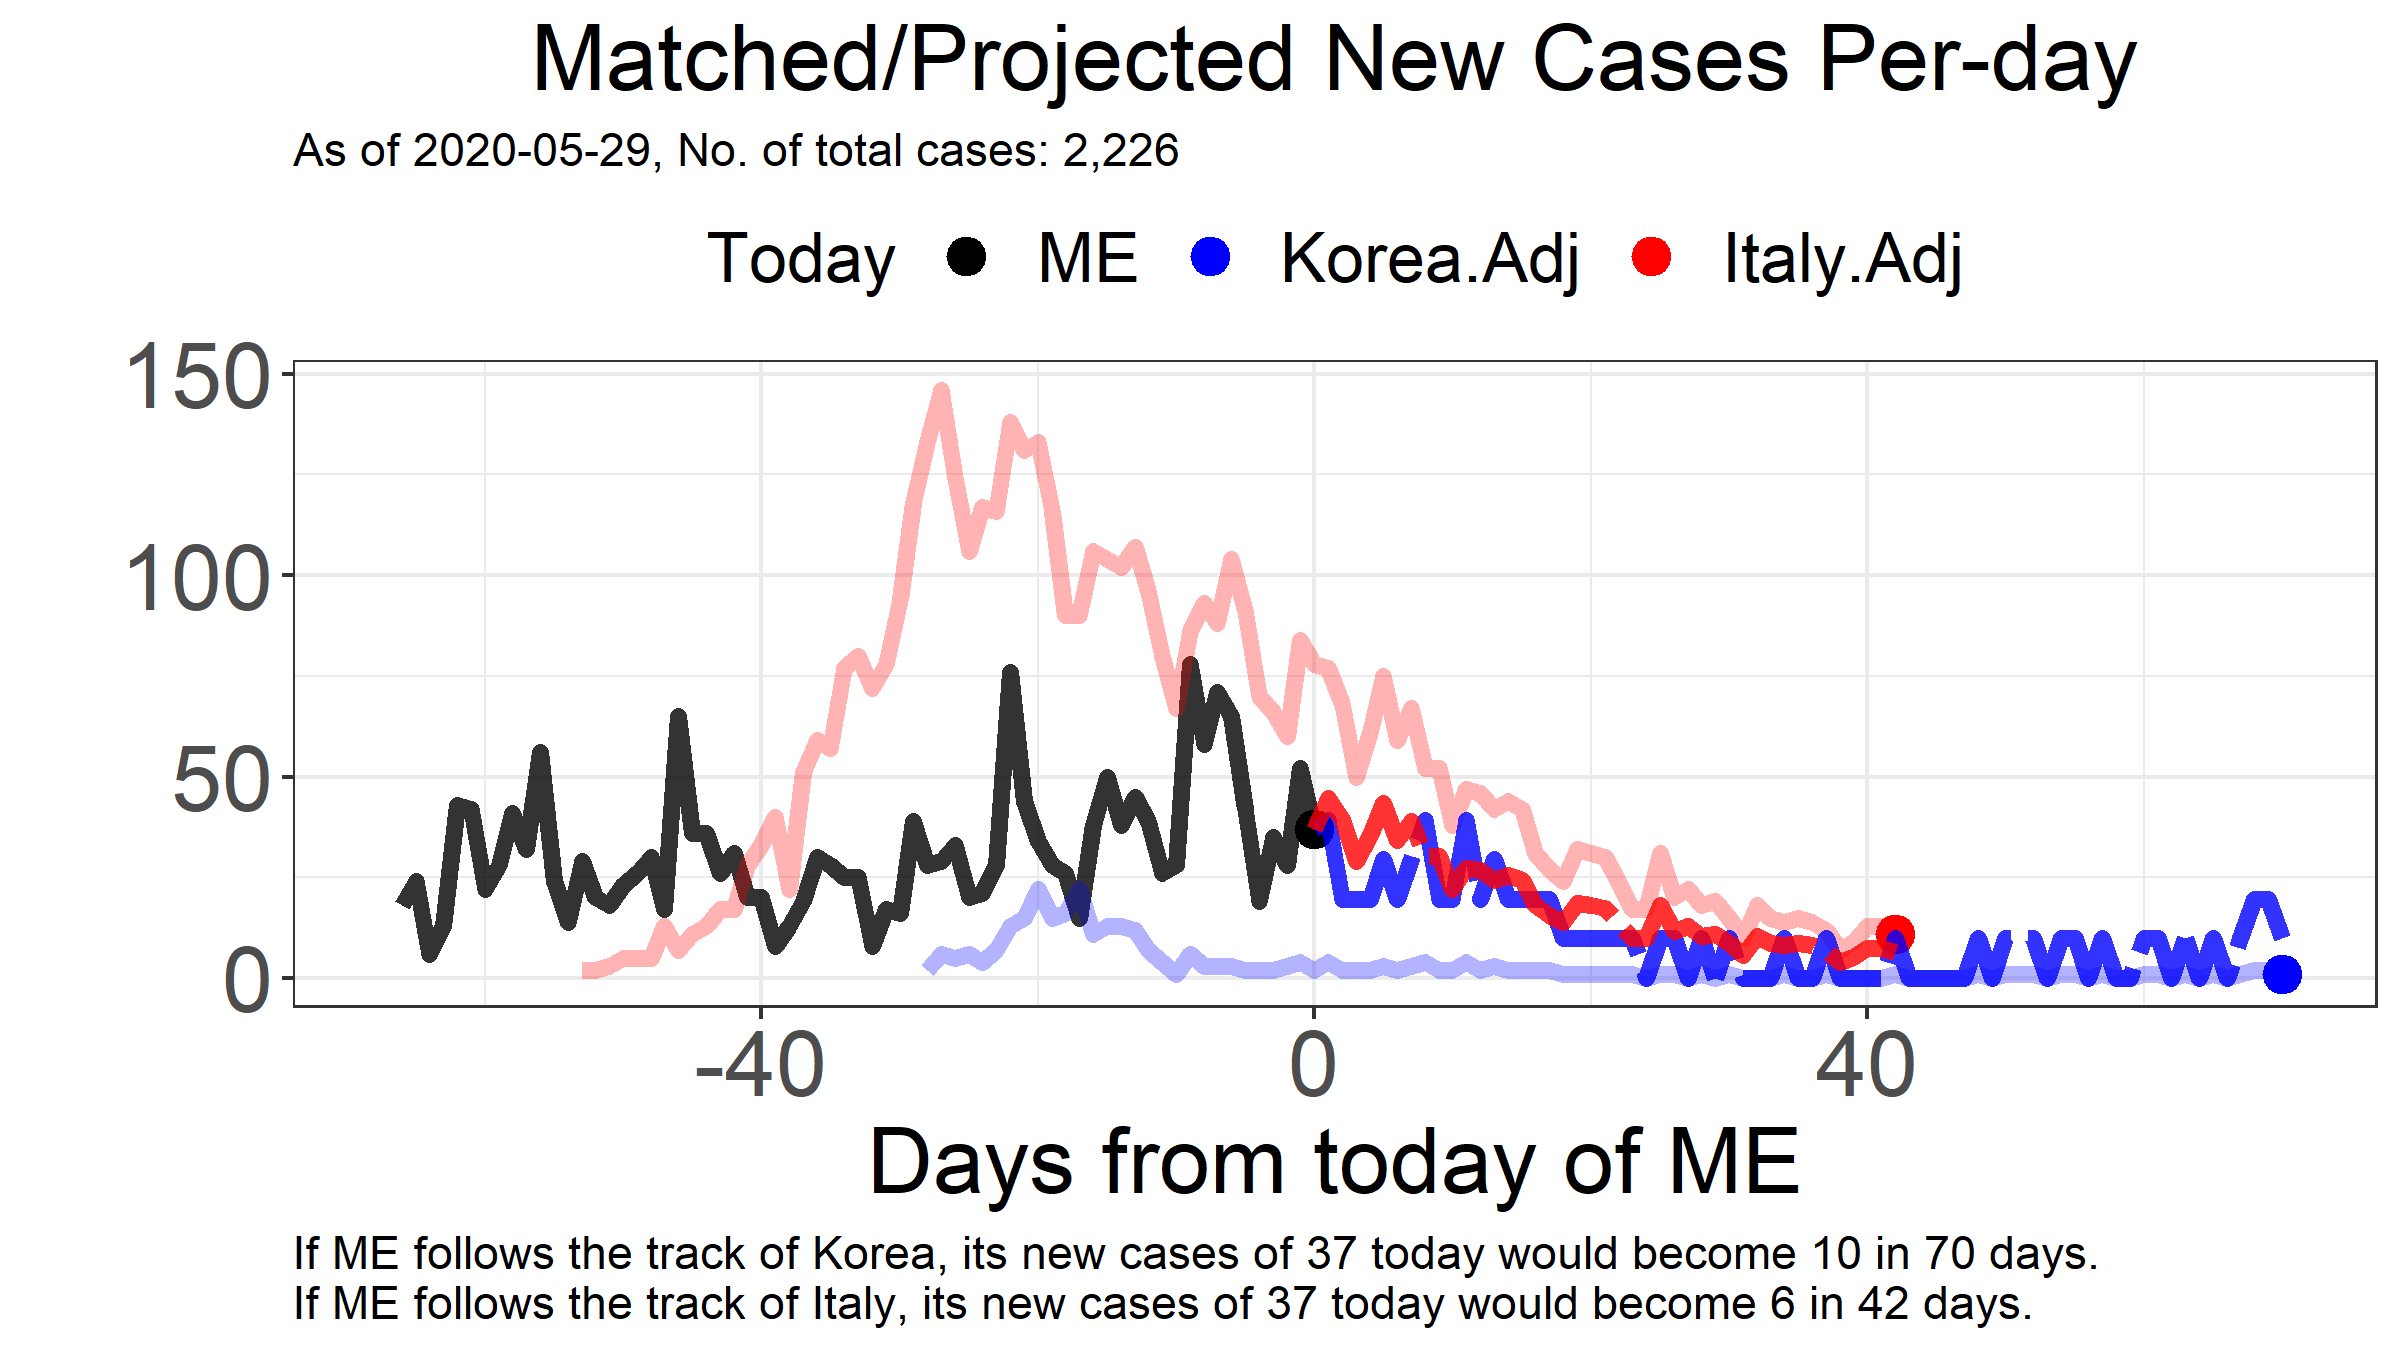 Matched/Projected New Cases Per-day
As of 2020-05-29, No. of total cases: 2,226
Today ME Korea.Adj Italy.Adj
150
100
50
0
-40 0 40
Days from today of ME
If ME follows the track of Korea, its new cases of 37 today would become 10 in 70 days.
If ME follows the track of Italy, its new cases of 37 today would become 6 in 42 days.